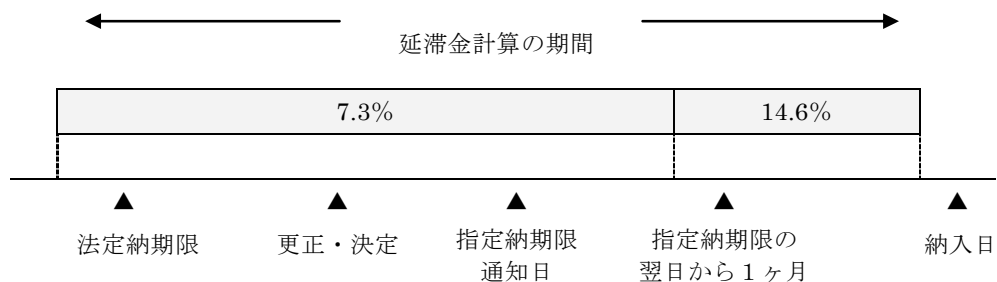 延滞金計算の期間
7.3%
14.6%
法定納期限
更正・決定
指定納期限
通知日
指定納期限の
翌日から１ヶ月
納入日